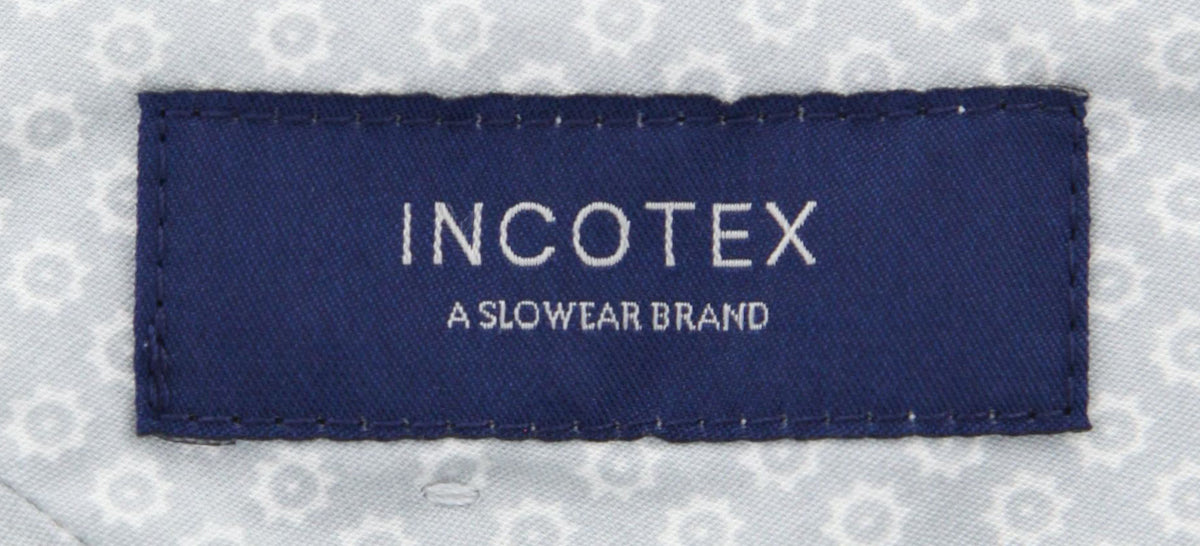 INCOTEX
A SLOWEAR BRAND